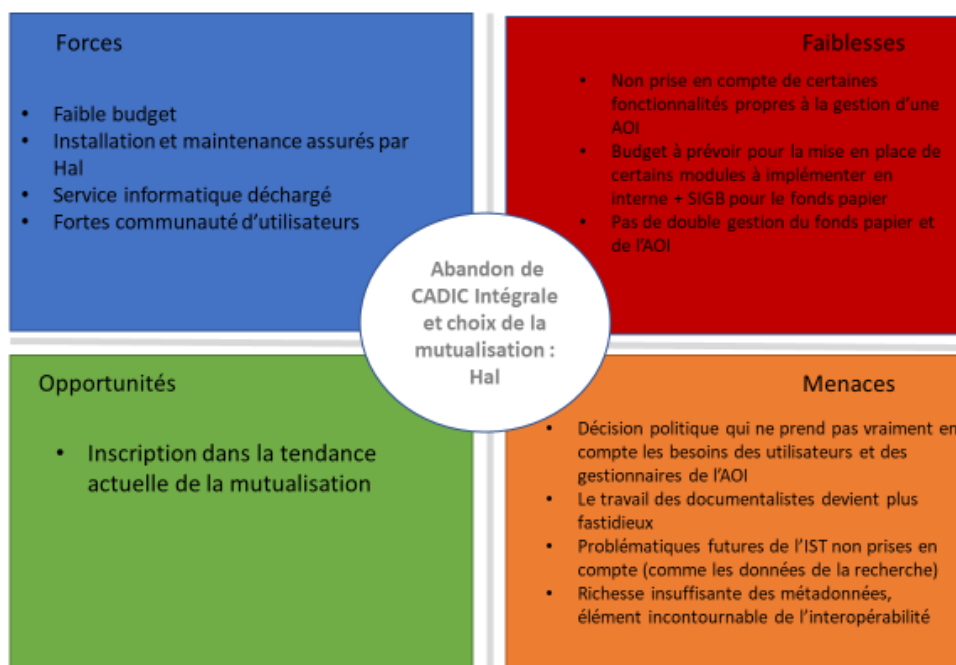 Forces
• Faible budget
• Installation et maintenance assurés par
Hal
• Service informatique déchargé
• Fortes communauté d'utilisateurs
Faiblesses
• Non prise en compte de certaines
fonctionnalités propres à la gestion d'une
AOI
• Budget à prévoir pour la mise en place de
certains modules à implémenter en
interne + SIGB pour le fonds papier
• Pas de double gestion du fonds papier et
de l'AOI
Abandon de
CADIC Intégrale
et choix de la
mutualisation :
Hal
Opportunités
• Inscription dans la tendance
actuelle de la mutualisation
Menaces
• Décision politique qui ne prend pas vraiment en
compte les besoins des utilisateurs et des
gestionnaires de l'AOI
• Le travail des documentalistes devient plus
fastidieux
• Problématiques futures de l'IST non prises en
compte (comme les données de la recherche)
• Richesse insuffisante des métadonnées,
élément incontournable de l'interopérabilité